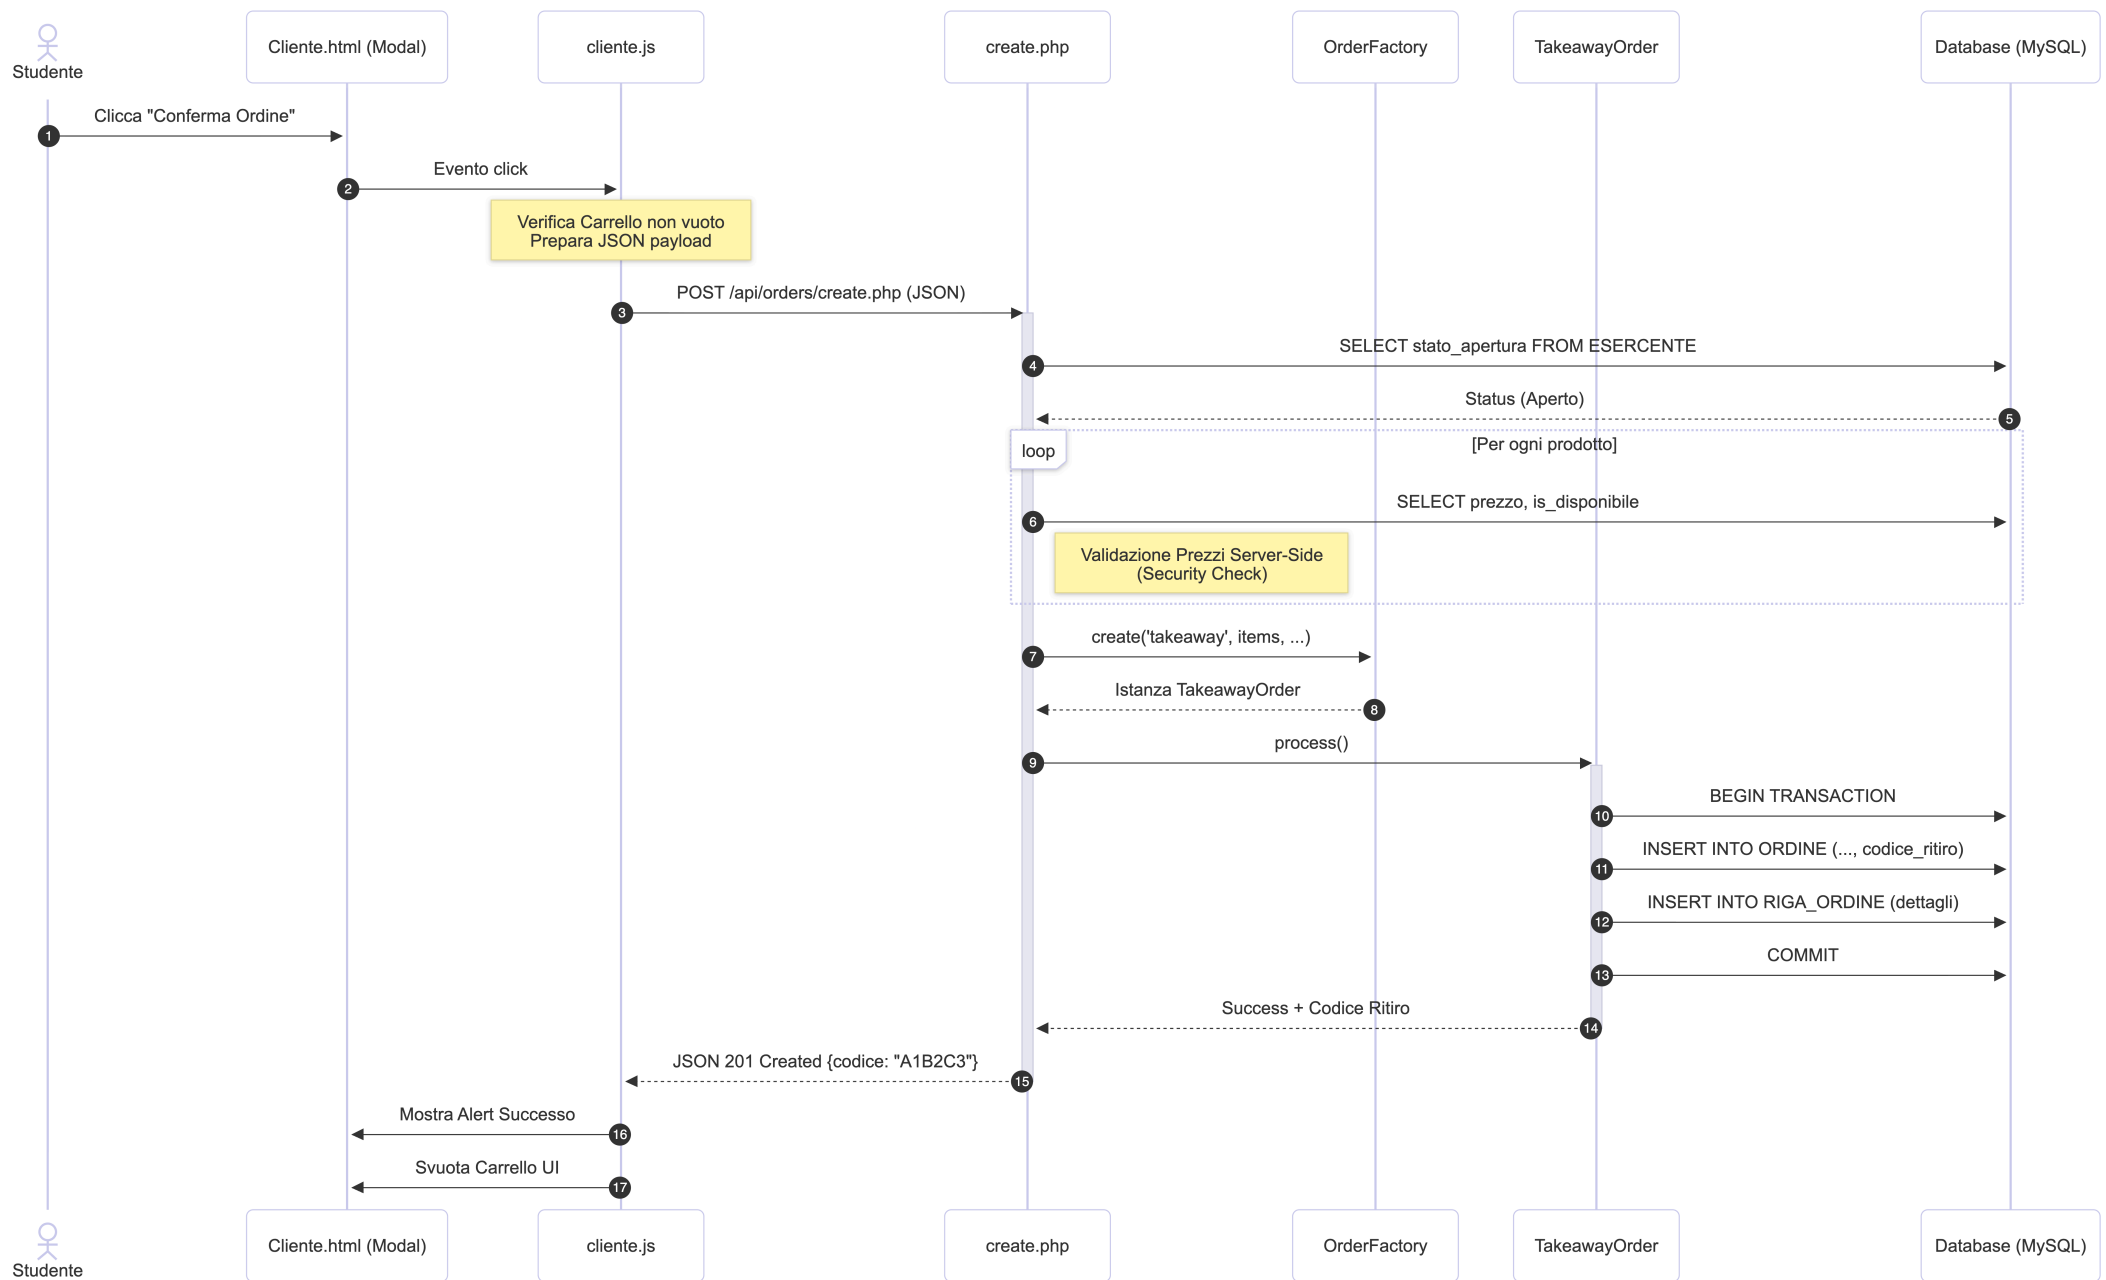 Studente
Cliente.html (Modal)
cliente.js
create.php
OrderFactory
TakeawayOrder
Database (MySQL)
Clicca "Conferma Ordine"
1
Evento click
2
Verifica Carrello non vuoto
Prepara JSON payload
POST /api/orders/create.php (JSON)
3
SELECT stato_apertura FROM ESERCENTE
4
Status (Aperto)
5
loop
[Per ogni prodotto]
SELECT prezzo, is_disponibile
6
Validazione Prezzi Server-Side
(Security Check)
create('takeaway', items, ...)
7
Istanza TakeawayOrder
8
process()
9
BEGIN TRANSACTION
10
INSERT INTO ORDINE (..., codice_ritiro)
11
INSERT INTO RIGA_ORDINE (dettagli)
12
COMMIT
13
Success + Codice Ritiro
14
JSON 201 Created {codice: "A1B2C3"}
15
Mostra Alert Successo
16
Svuota Carrello UI
17
Studente
Cliente.html (Modal)
cliente.js
create.php
OrderFactory
TakeawayOrder
Database (MySQL)